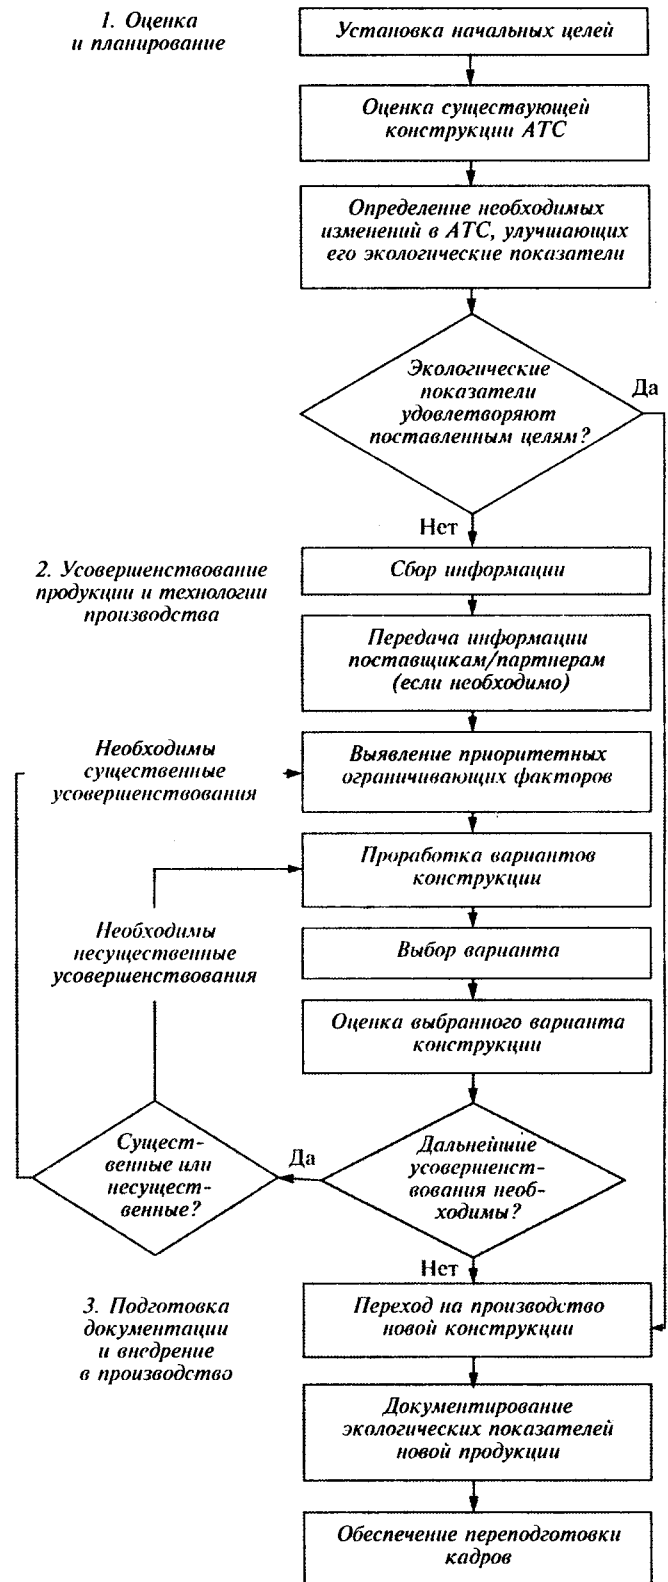 1. Оценка
и планирование
Установка начальных целей
Оценка существующей
конструкции АТС
Определение необходимых
изменений в АТС, улучшающих
его экологические показатели
Экологические
показатели
удовлетворяют
поставленным целям?
Да
Нет
2. Усовершенствование
продукции и технологии
производства
Сбор информации
Передача информации
поставщикам/партнерам
(если необходимо)
Необходимы
существенные
усовершенствования
Выявление приоритетных
ограничивающих факторов
Проработка вариантов
конструкции
Необходимы
несущественные
усовершенствования
Выбор варианта
Оценка выбранного варианта
конструкции
Сущест-
венные или
несущест-
венные?
Да
Дальнейшие
усовершенст-
вования необ-
ходимы?
Нет
3. Подготовка
документации
и внедрение
в производство
Переход на производство
новой конструкции
Документирование
экологических показателей
новой продукции
Обеспечение переподготовки
кадров